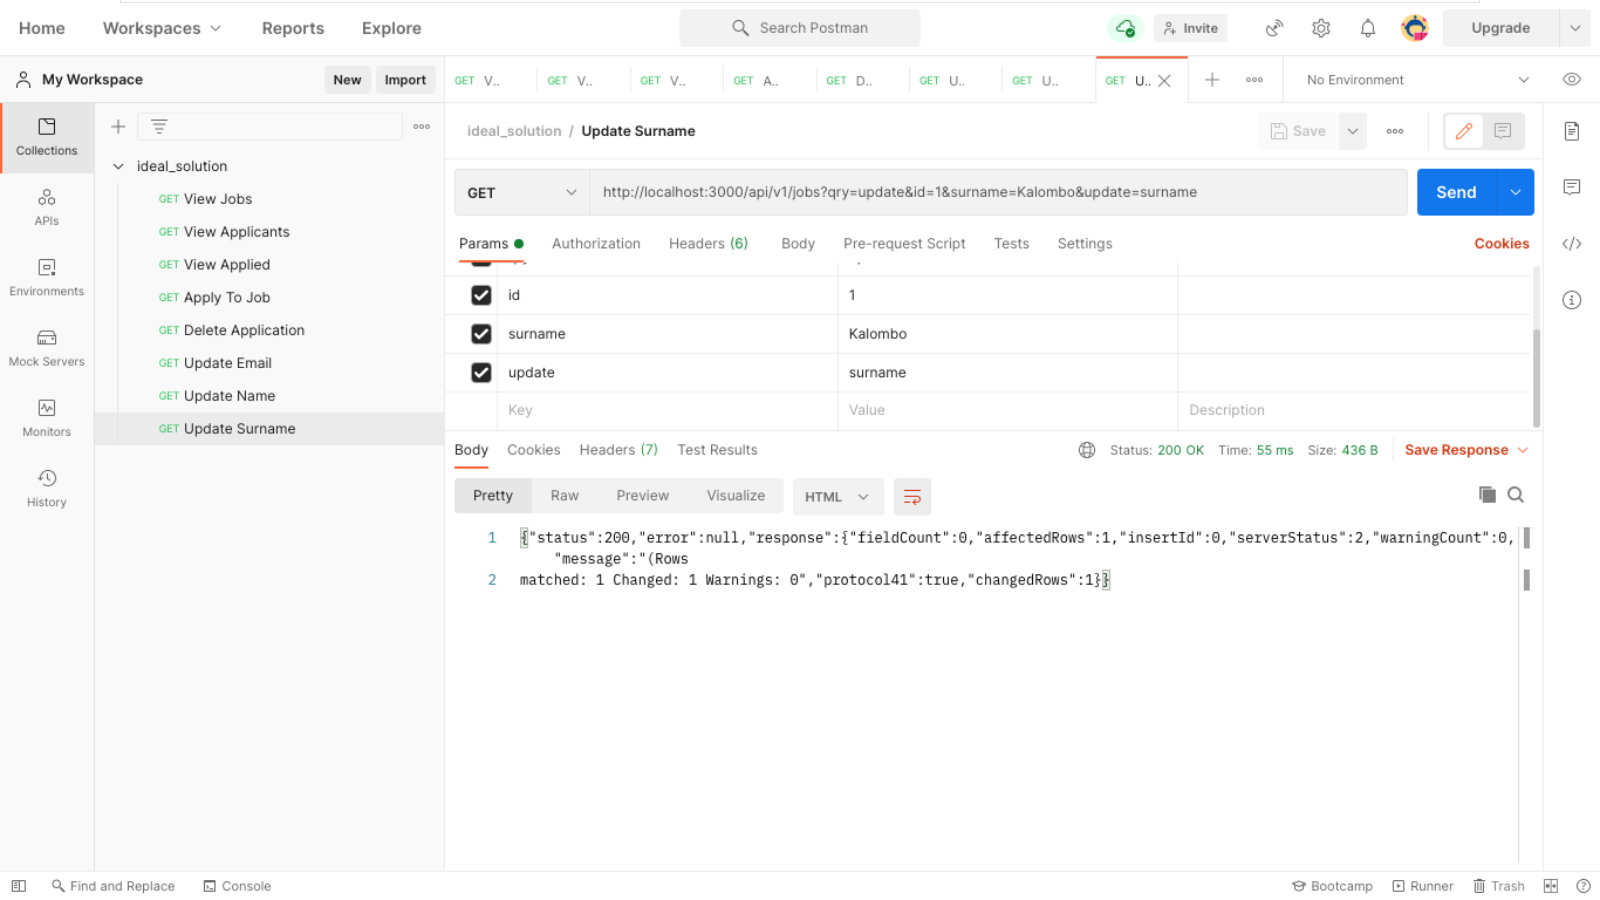 Home Workspaces Reports Explore Search Postman Invite Upgrade
My Workspace New Import GET V.. GET V.. GET V.. GET A.. GET D.. GET U.. GET U.. GET U.. No Environment
ideal_solution / Update Surname Save
Collections
APIs
Environments
Mock Servers
Monitors
History
ideal_solution
GET View Jobs
GET View Applicants
GET View Applied
GET Apply To Job
GET Delete Application
GET Update Email
GET Update Name
GET Update Surname
GET http://localhost:3000/api/v1/jobs?qry=update&id=1&surname=Kalombo&update=surname Send
Params Authorization Headers (6) Body Pre-request Script Tests Settings Cookies
id 1
surname Kalombo
update surname
Key Value Description
Body Cookies Headers (7) Test Results Status: 200 OK Time: 55 ms Size: 436 B Save Response
Pretty Raw Preview Visualize HTML
1 {"status":200,"error":null,"response":{"fieldCount":0,"affectedRows":1,"insertId":0,"serverStatus":2,"warningCount":0,
"message":"(Rows
2 matched: 1 Changed: 1 Warnings: 0","protocol41":true,"changedRows":1}}
Find and Replace Console Bootcamp Runner Trash